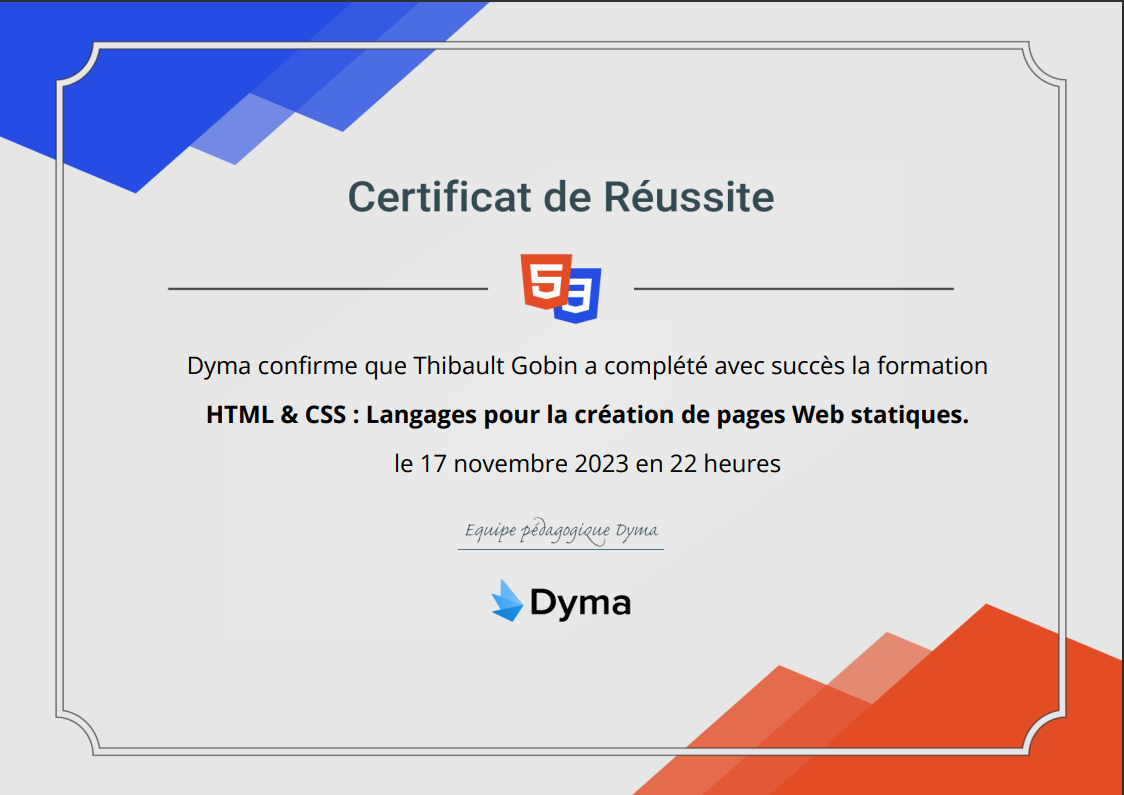 Certificat de Réussite
5 3
Dyma confirme que Thibault Gobin a complété avec succès la formation
HTML & CSS : Langages pour la création de pages Web statiques.
le 17 novembre 2023 en 22 heures
Equipe pédagogique Dyma
Dyma